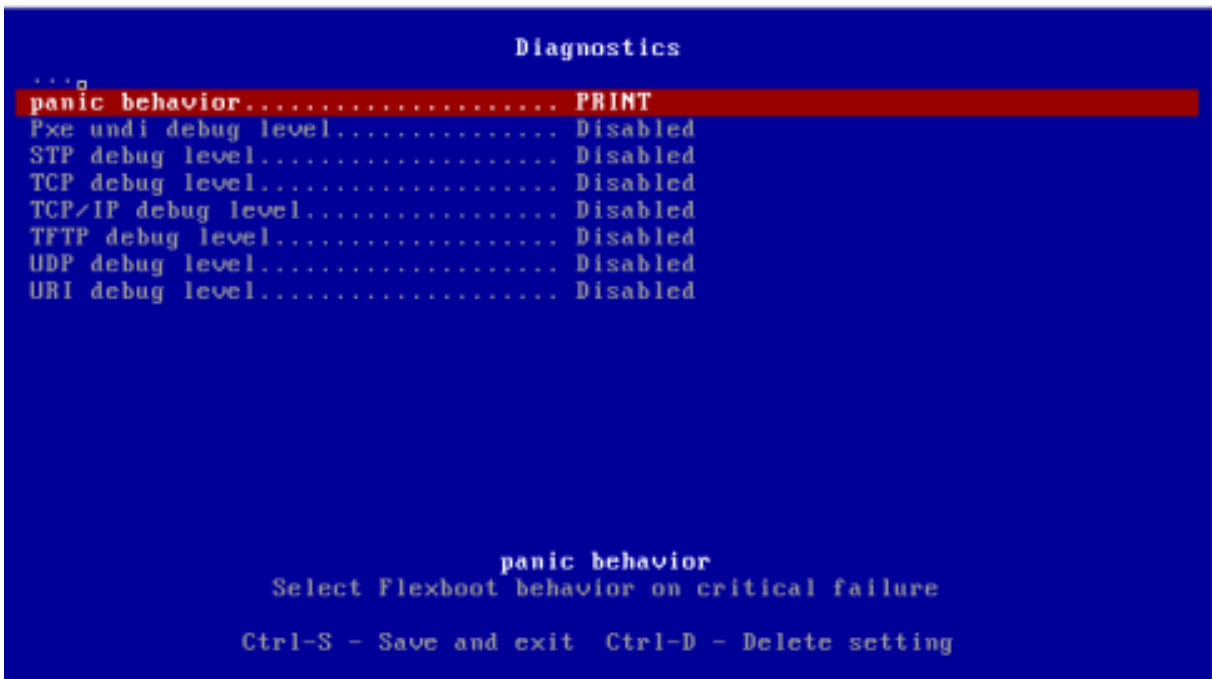 Diagnostics
...
panic behavior..................... PRINT
Pxe undi debug level............... Disabled
STP debug level.................... Disabled
TCP debug level.................... Disabled
TCP/IP debug level................. Disabled
TFTP debug level................... Disabled
UDP debug level.................... Disabled
URI debug level.................... Disabled
panic behavior
Select Flexboot behavior on critical failure
Ctrl-S - Save and exit  Ctrl-D - Delete setting